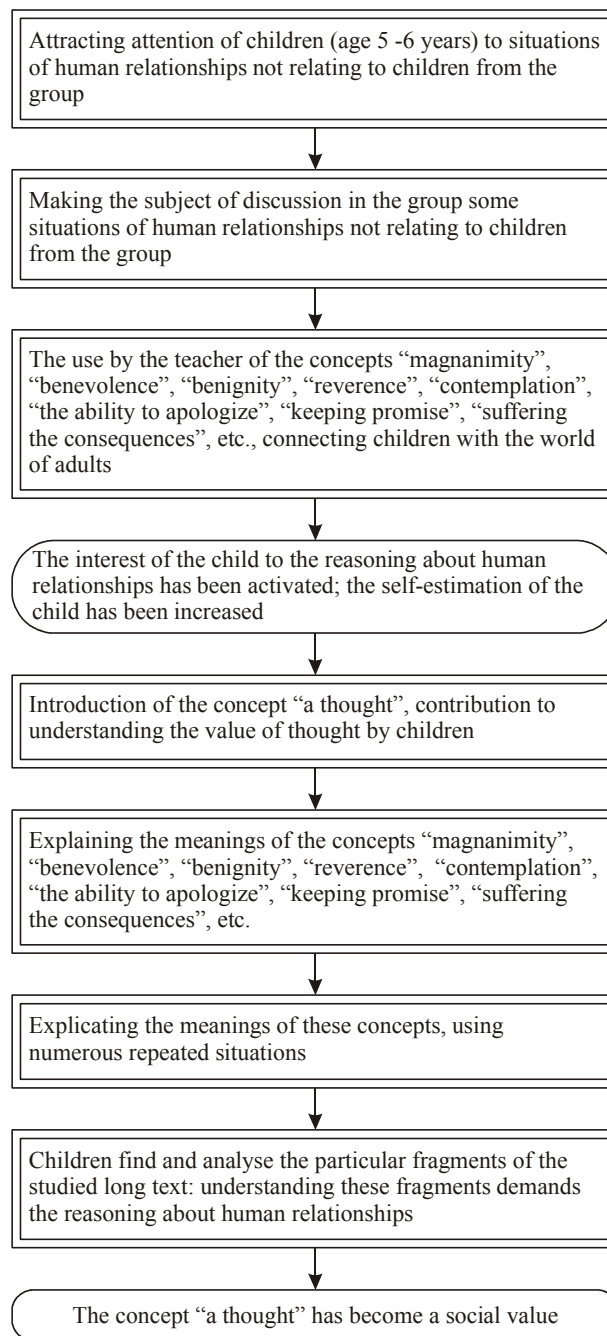 Attracting attention of children (age 5 -6 years) to situations
of human relationships not relating to children from the
group
Making the subject of discussion in the group some
situations of human relationships not relating to children
from the group
The use by the teacher of the concepts “magnanimity”,
“benevolence”, “benignity”, “reverence”, “contemplation”,
“the ability to apologize”, “keeping promise”, “suffering
the consequences”, etc., connecting children with the world
of adults
The interest of the child to the reasoning about human
relationships has been activated; the self-estimation of the
child has been increased
Introduction of the concept “a thought”, contribution to
understanding the value of thought by children
Explaining the meanings of the concepts “magnanimity”,
“benevolence”, “benignity”, “reverence”, “contemplation”,
“the ability to apologize”, “keeping promise”, “suffering
the consequences”, etc.
Explicating the meanings of these concepts, using
numerous repeated situations
Children find and analyse the particular fragments of the
studied long text: understanding these fragments demands
the reasoning about human relationships
The concept “a thought” has become a social value